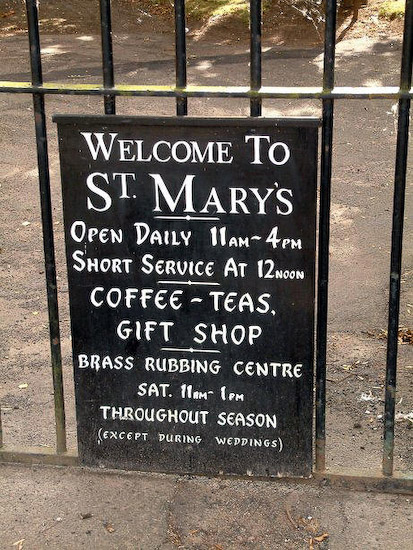 WELCOME TO
ST. MARY'S
OPEN DAILY 11AM-4PM
SHORT SERVICE AT 12NOON
COFFEE - TEAS,
GIFT SHOP
BRASS RUBBING CENTRE
SAT. 11AM - 1PM
THROUGHOUT SEASON
(EXCEPT DURING WEDDINGS)